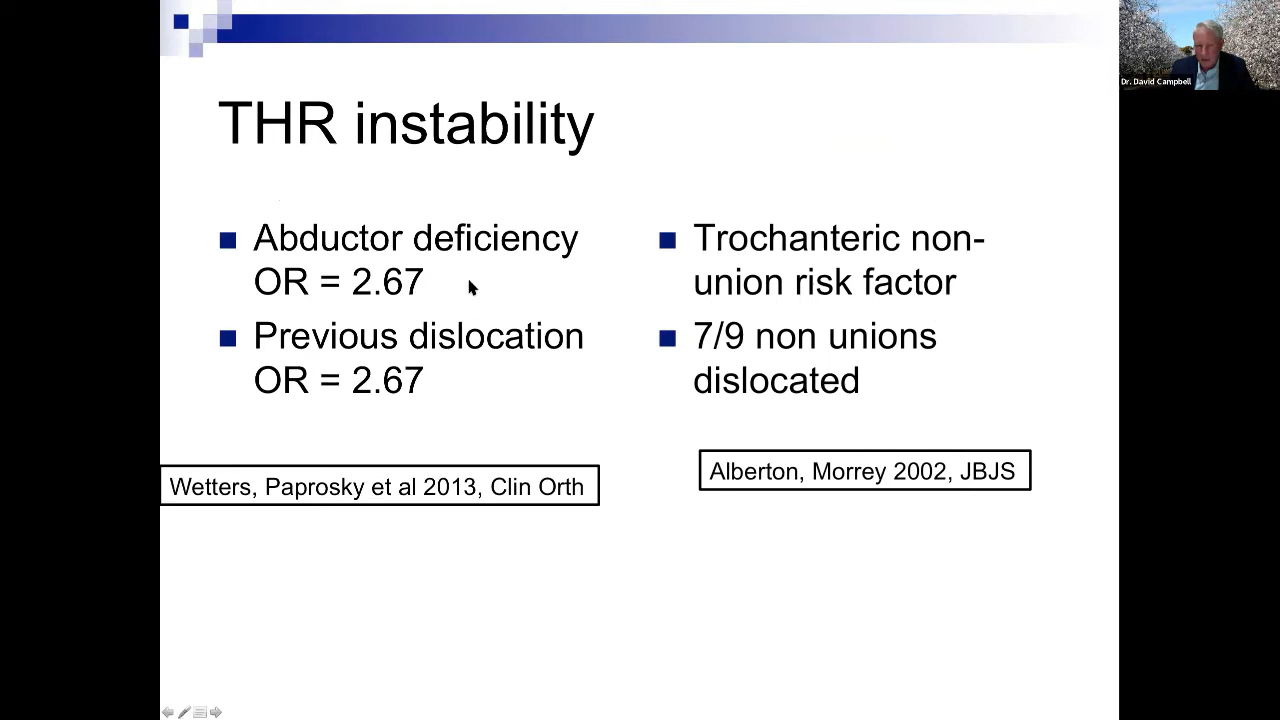 THR instability
Abductor deficiency
OR = 2.67
Previous dislocation
OR = 2.67
Wetters, Paprosky et al 2013, Clin Orth
Trochanteric non-
union risk factor
7/9 non unions
dislocated
Alberton, Morrey 2002, JBJS
Dr. David Campbell